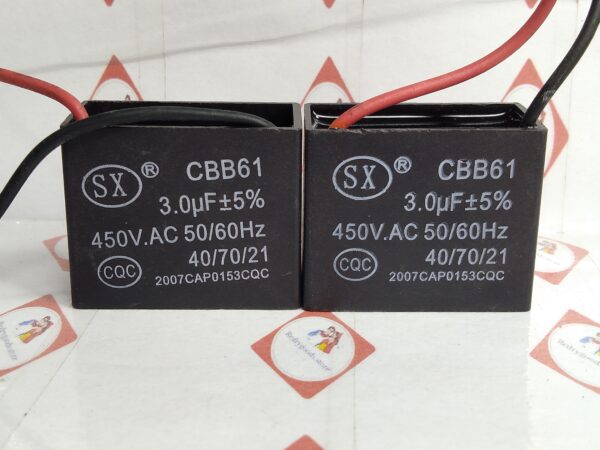 SX ® CBB61
3.0µF±5%
450V.AC 50/60Hz
40/70/21
CQC 2007CAP0153CQC
SX ® CBB61
3.0µF±5%
450V.AC 50/60Hz
40/70/21
CQC 2007CAP0153CQC